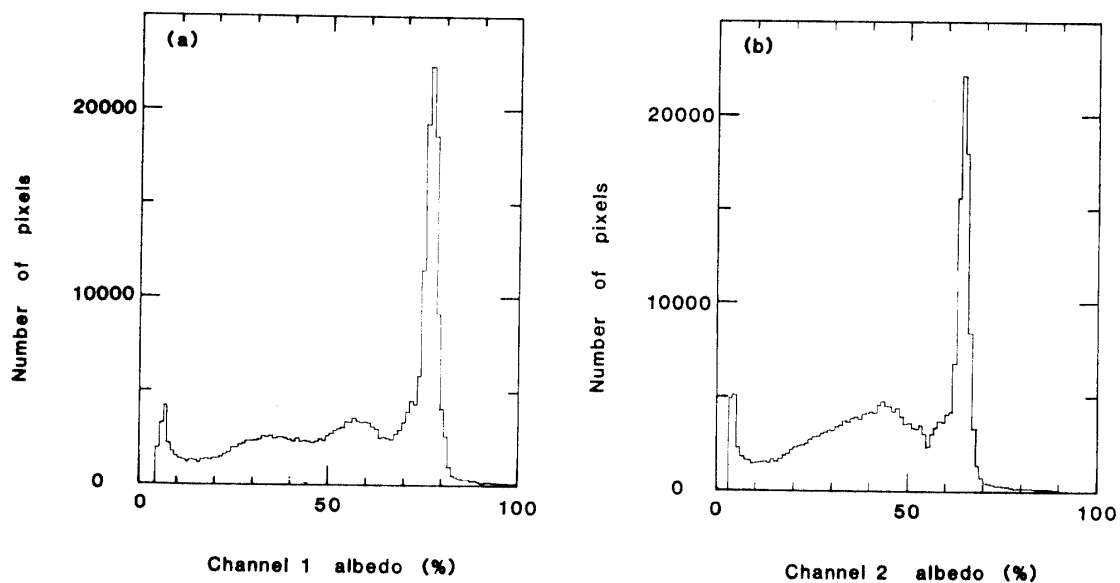 (a)
20000
10000
0
0 50 100
Number of pixels
Channel 1 albedo (%)
(b)
20000
10000
0
0 50 100
Number of pixels
Channel 2 albedo (%)